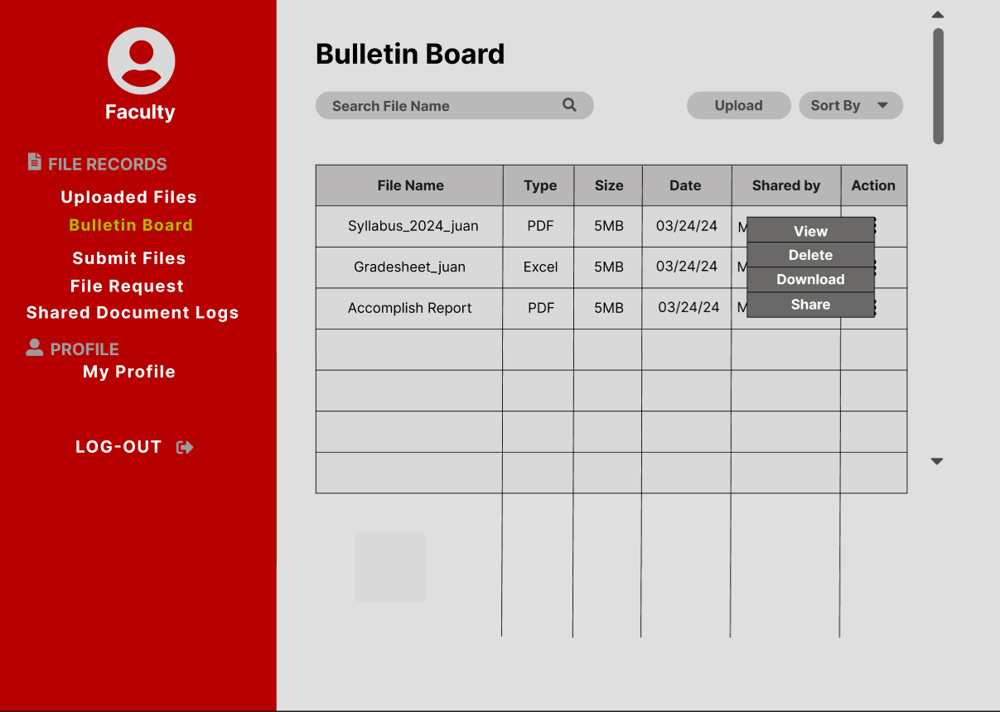 Faculty
FILE RECORDS
Uploaded Files
Bulletin Board
Submit Files
File Request
Shared Document Logs
PROFILE
My Profile
LOG-OUT
Bulletin Board
Search File Name
Upload
Sort By
File Name Type Size Date Shared by Action
Syllabus_2024_juan PDF 5MB 03/24/24
Gradesheet_juan Excel 5MB 03/24/24
Accomplish Report PDF 5MB 03/24/24
View
Delete
Download
Share